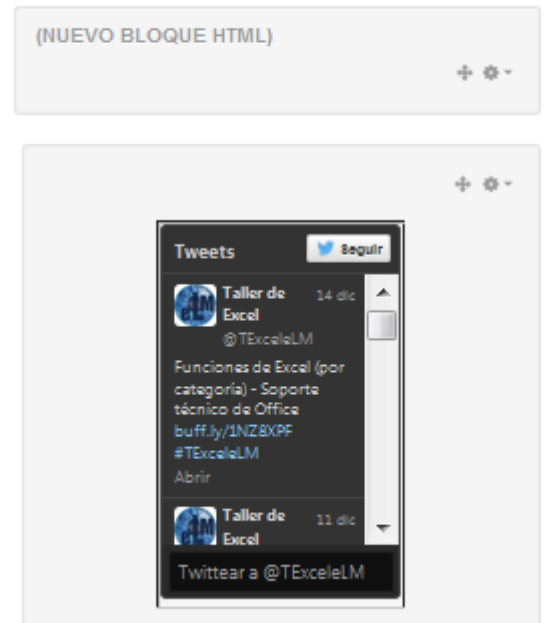 (NUEVO BLOQUE HTML)
Tweets
Seguir
Taller de
Excel
14 dic
@TExceleLM
Funciones de Excel (por
categoría) - Soporte
técnico de Office
buff.ly/1NZ8XPF
#TExceleLM
Abrir
Taller de
Excel
11 dic
Twittear a @TExceleLM